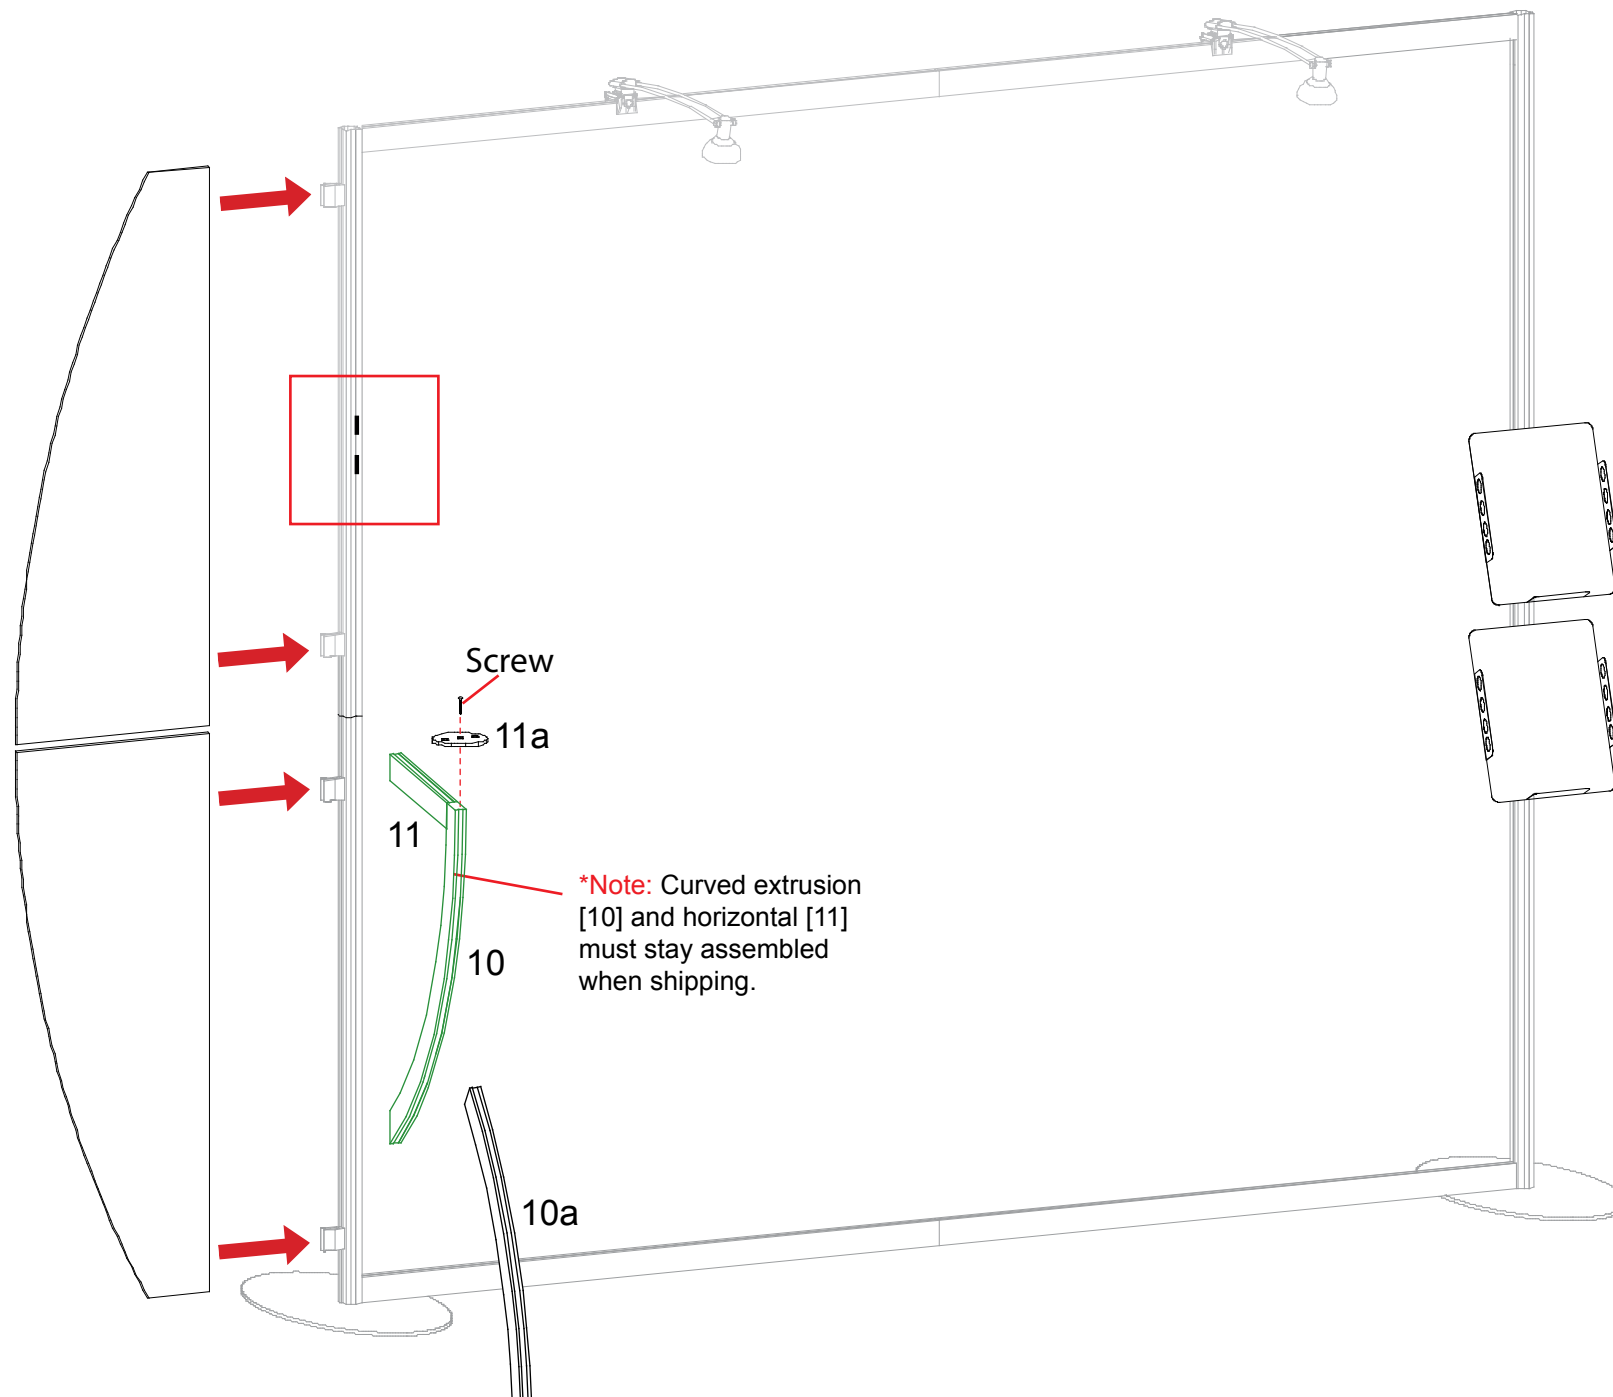 Screw
11a
11
*Note: Curved extrusion
[10] and horizontal [11]
must stay assembled
when shipping.
10
10a